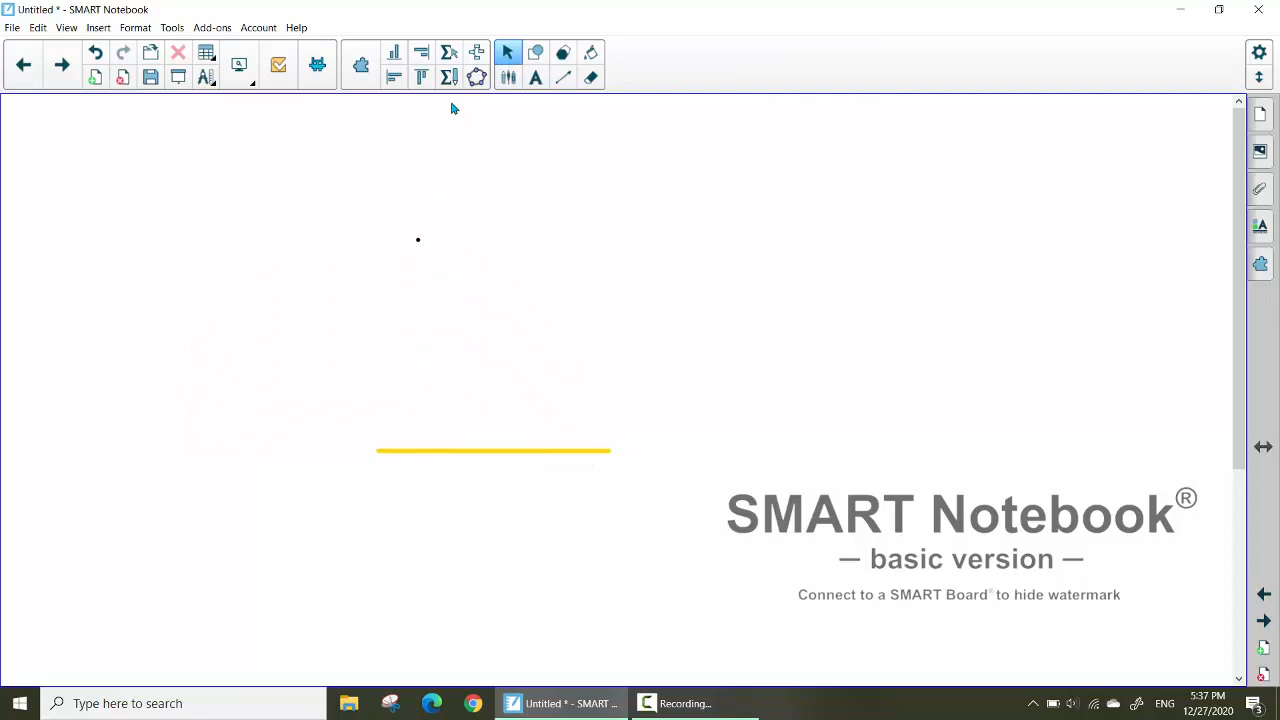 Untitled * - SMART Notebook
File Edit View Insert Format Tools Add-ons Account Help
SMART Notebook®
— basic version —
Connect to a SMART Board® to hide watermark
Type here to search
Untitled * - SMART ...
Recording...
ENG
5:37 PM
12/27/2020
3